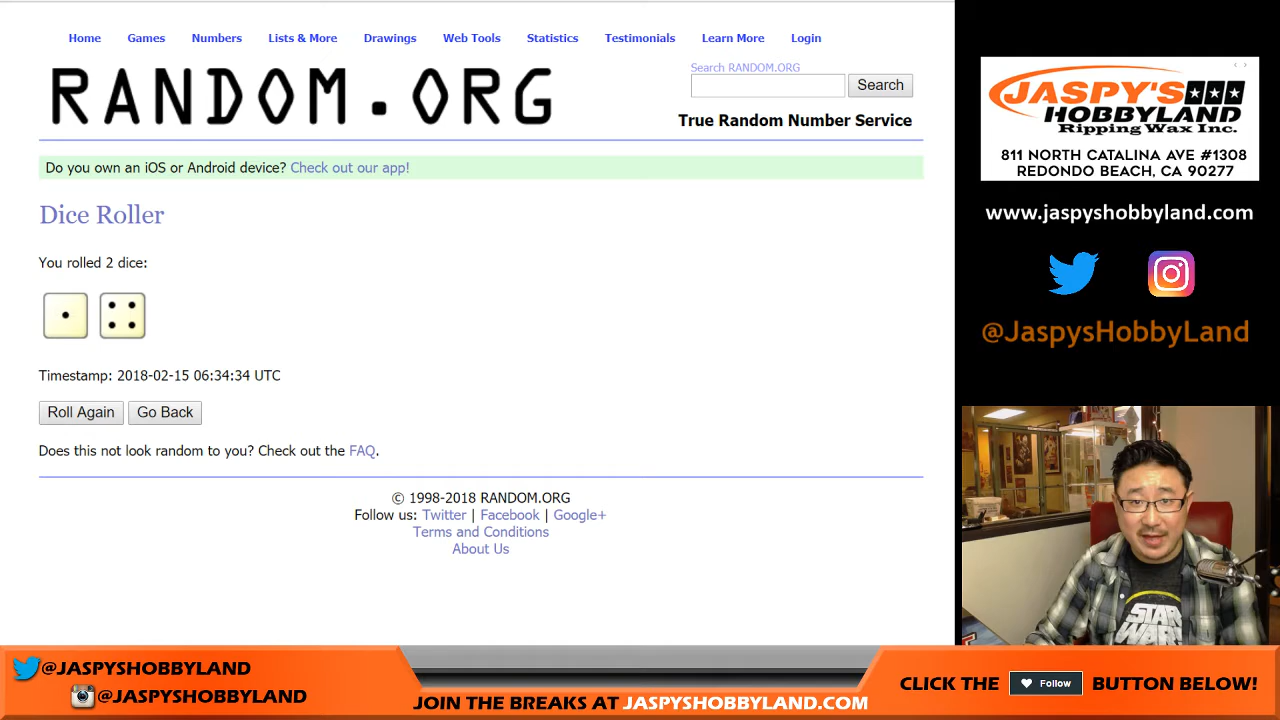 Home Games Numbers Lists & More Drawings Web Tools Statistics Testimonials Learn More Login
RANDOM.ORG
Search RANDOM.ORG
Search
True Random Number Service
Do you own an iOS or Android device? Check out our app!
Dice Roller
You rolled 2 dice:
Timestamp: 2018-02-15 06:34:34 UTC
Roll Again Go Back
Does this not look random to you? Check out the FAQ.
© 1998-2018 RANDOM.ORG
Follow us: Twitter | Facebook | Google+
Terms and Conditions
About Us
JASPY'S
HOBBYLAND
Ripping Wax Inc.
811 NORTH CATALINA AVE #1308
REDONDO BEACH, CA 90277
www.jaspyshobbyland.com
@JaspysHobbyLand
STAR
WARS
@JASPYSHOBBYLAND
@JASPYSHOBBYLAND
JOIN THE BREAKS AT JASPYSHOBBYLAND.COM
CLICK THE Follow BUTTON BELOW!